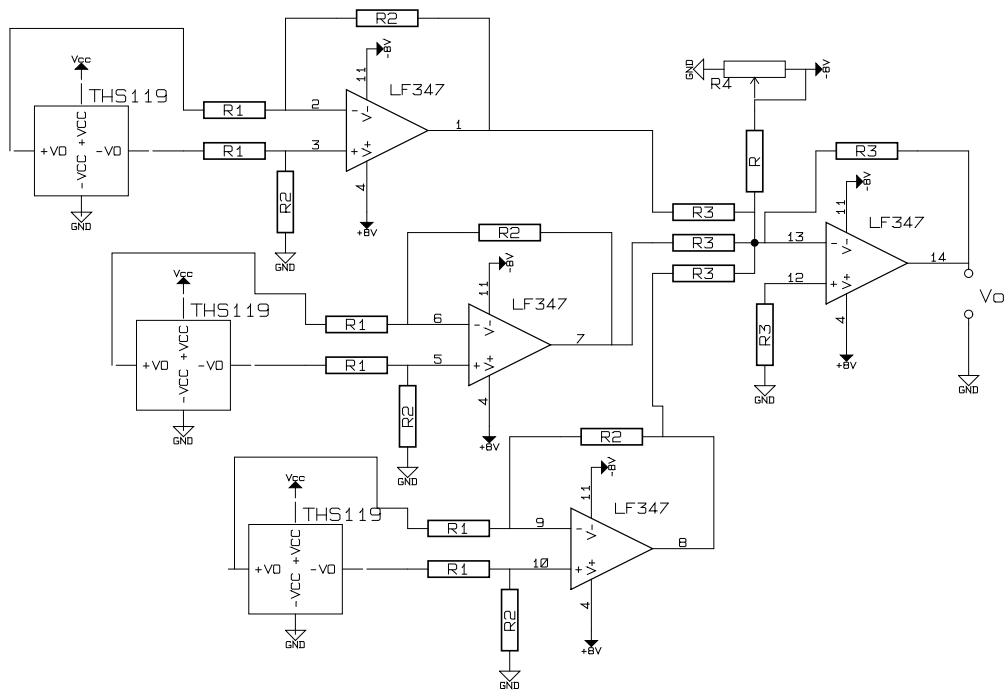 R2
-8V
11
LF347
Vcc
THS119
R1
2
- V-
1
+VO
-VCC +VCC
-VO
R1
3
+ V+
4
+8V
R2
GND
GND
GND
R4
-8V
R
R3
-8V
11
LF347
R3
R3
13
- V-
14
R3
12
+ V+
4
+8V
R3
GND
Vo
GND
R2
-8V
11
LF347
Vcc
THS119
R1
6
- V-
7
+VO
-VCC +VCC
-VO
R1
5
+ V+
4
+8V
R2
GND
GND
R2
-8V
11
LF347
Vcc
THS119
R1
9
- V-
8
+VO
-VCC +VCC
-VO
R1
10
+ V+
4
+8V
R2
GND
GND